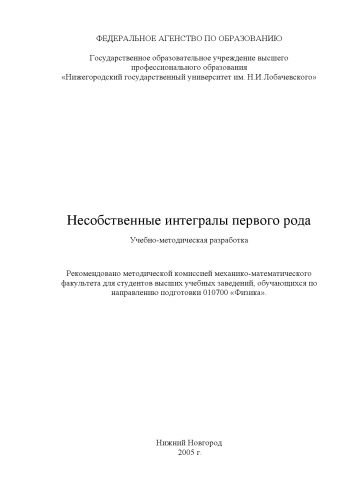 ФЕДЕРАЛЬНОЕ АГЕНСТВО ПО ОБРАЗОВАНИЮ
Государственное образовательное учреждение высшего
профессионального образования
«Нижегородский государственный университет им. Н.И.Лобачевского»
Несобственные интегралы первого рода
Учебно-методическая разработка
Рекомендовано методической комиссией механико-математического
факультета для студентов высших учебных заведений, обучающихся по
направлению подготовки 010700 «Физика».
Нижний Новгород
2005 г.